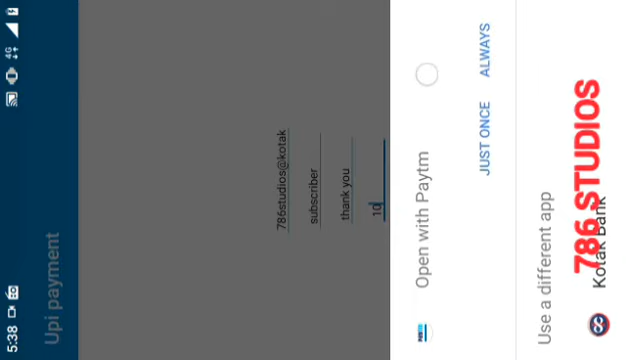 5:38
4G
Upi payment
786studios@kotak
subscriber
thank you
10
Open with Paytm
JUST ONCE
ALWAYS
Use a different app
Kotak Bank
786 STUDIOS